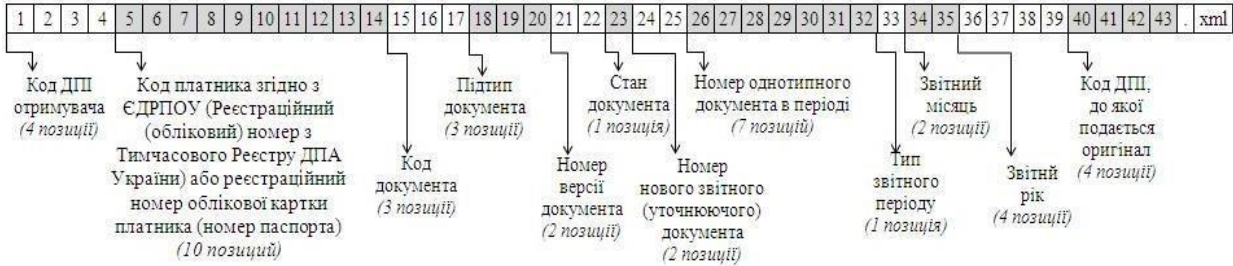 1 2 3 4 5 6 7 8 9 10 11 12 13 14 15 16 17 18 19 20 21 22 23 24 25 26 27 28 29 30 31 32 33 34 35 36 37 38 39 40 41 42 43 . xml
Код ДПІ
отримувача
(4 позиції)
Код платника згідно з
ЄДРПОУ (Реєстраційний
(обліковий) номер з
Тимчасового Реєстру ДПА
України) або реєстраційний
номер облікової картки
платника (номер паспорта)
(10 позиций)
Код
документа
(3 позиції)
Підтип
документа
(3 позиції)
Номер
версії
документа
(2 позиції)
Стан
документа
(1 позиція)
Номер
нового звітного
(уточнюючого)
документа
(2 позиції)
Номер однотипного
документа в періоді
(7 позицій)
Тип
звітного
періоду
(1 позиція)
Звітний
місяць
(2 позиції)
Звітнй
рік
(4 позиції)
Код ДПІ,
до якої
подається
оригінал
(4 позиції)